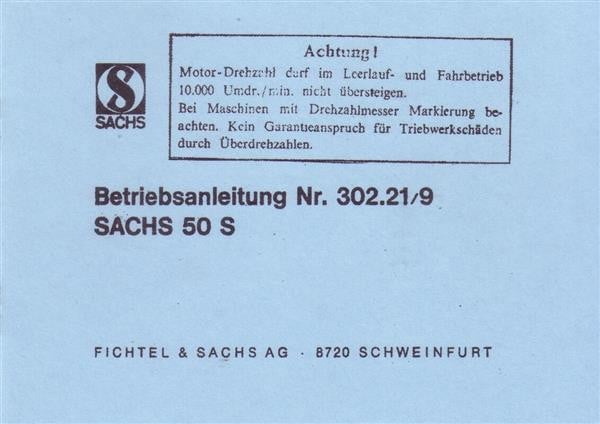 Achtung!
Motor-Drehzahl darf im Leerlauf- und Fahrbetrieb
10.000 Umdr./min. nicht übersteigen.
Bei Maschinen mit Drehzahlmesser Markierung be-
achten. Kein Garantieanspruch für Triebwerkschäden
durch Überdrehzahlen.
S
SACHS
Betriebsanleitung Nr. 302.21/9
SACHS 50 S
FICHTEL & SACHS AG · 8720 SCHWEINFURT